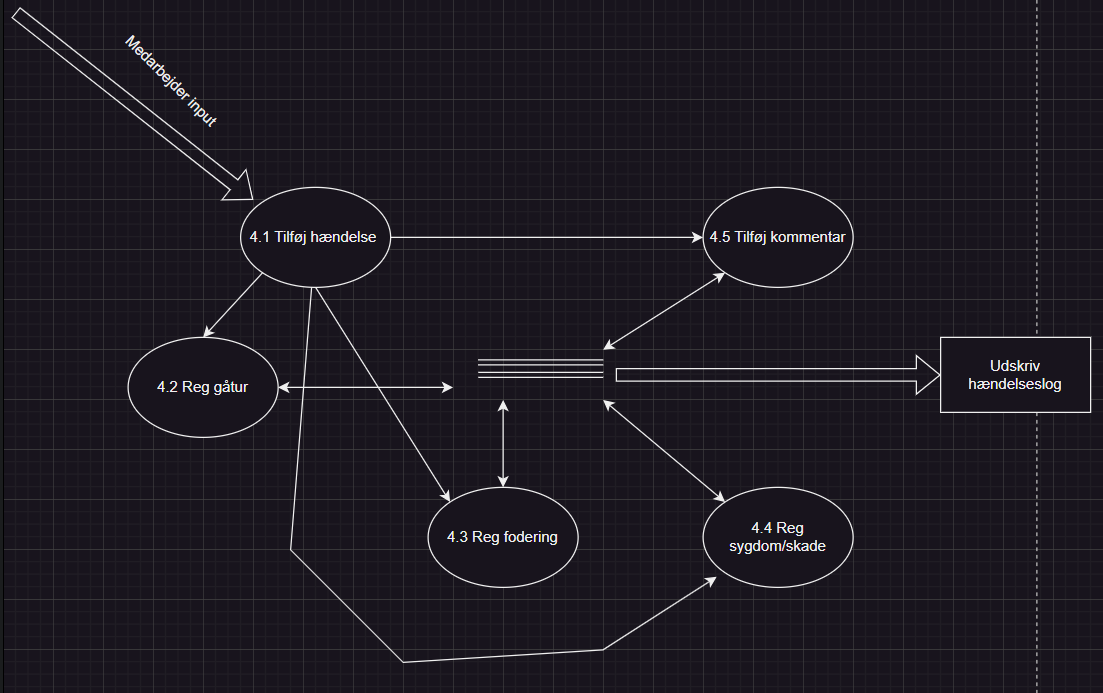 Medarbejder input
4.1 Tilføj hændelse
4.5 Tilføj kommentar
4.2 Reg gåtur
Udskriv
hændelseslog
4.3 Reg fodering
4.4 Reg
sygdom/skade